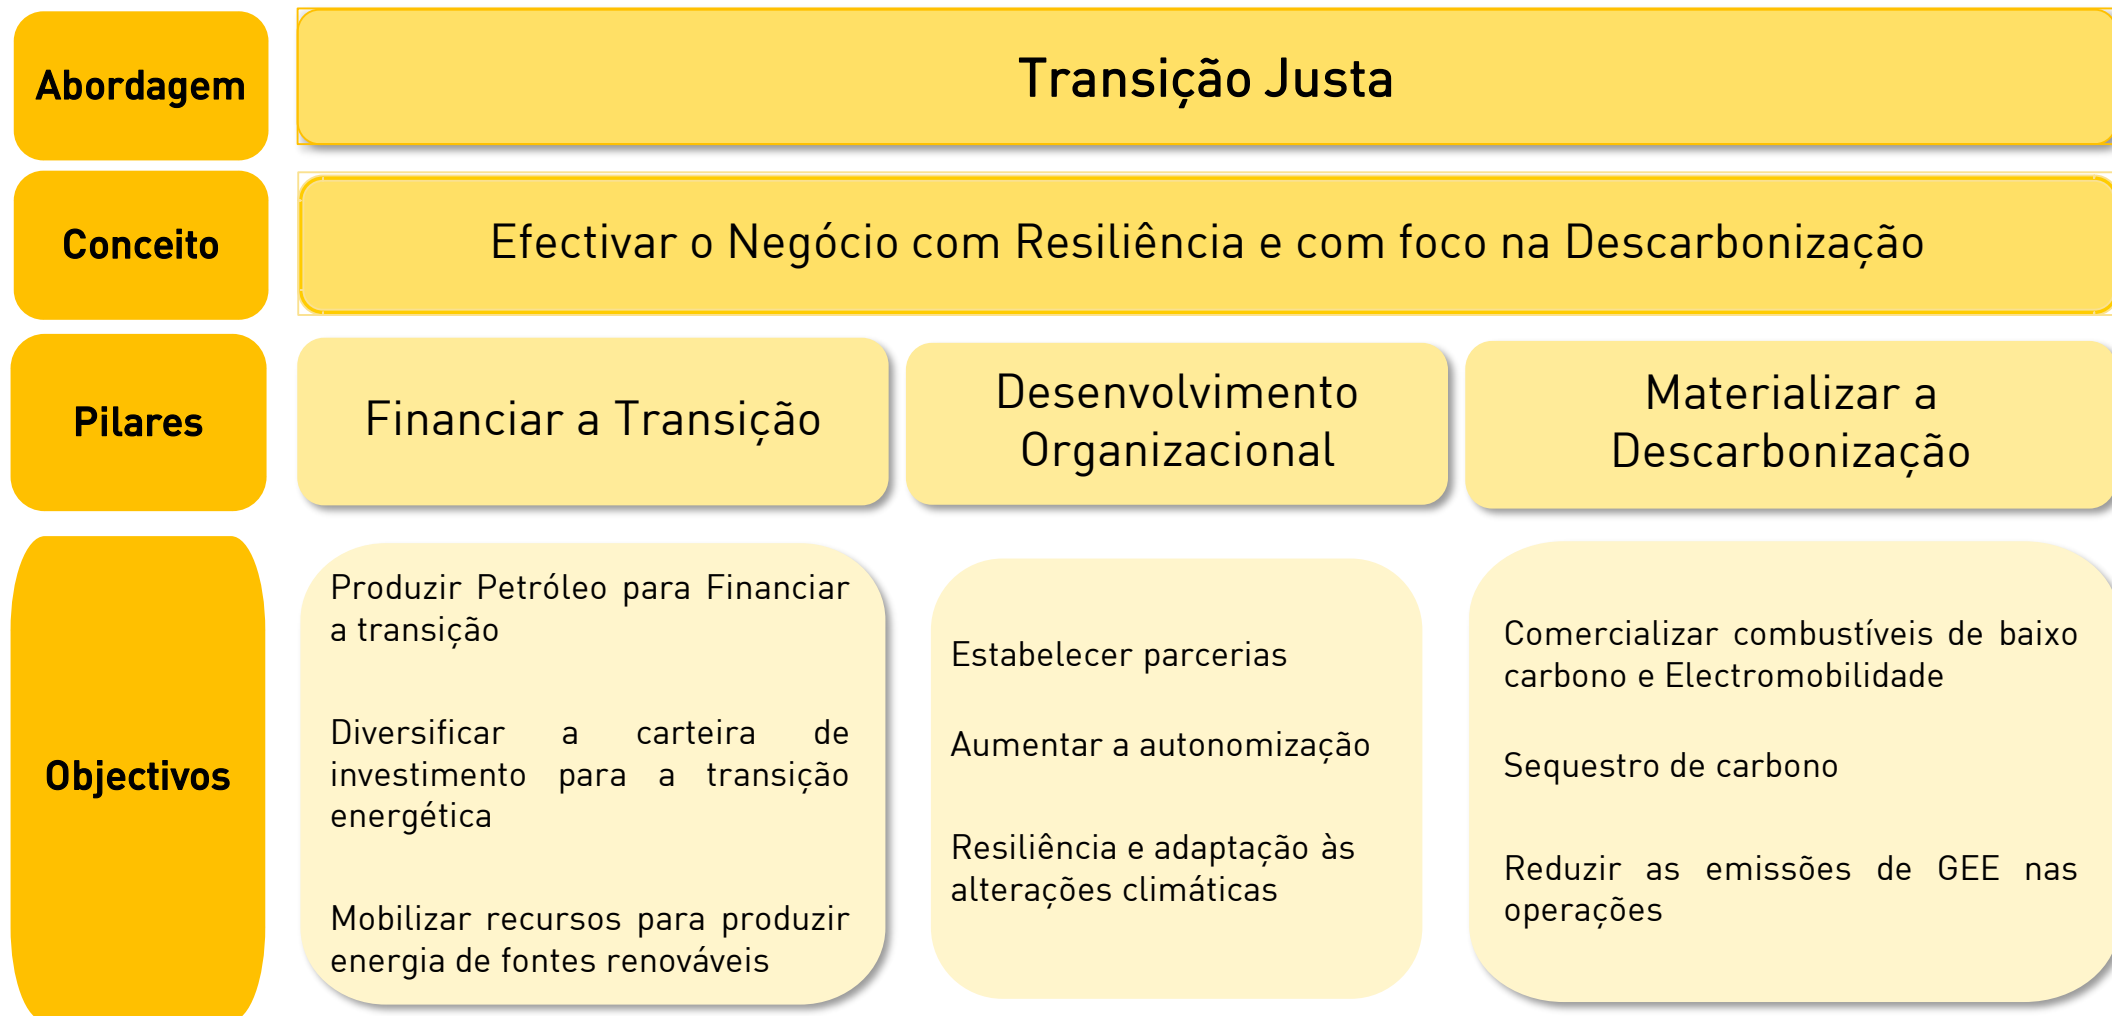 Abordagem
Transição Justa
Conceito
Efectivar o Negócio com Resiliência e com foco na Descarbonização
Pilares
Financiar a Transição
Desenvolvimento
Organizacional
Materializar a
Descarbonização
Objectivos
Produzir Petróleo para Financiar
a transição
Diversificar a carteira de
investimento para a transição
energética
Mobilizar recursos para produzir
energia de fontes renováveis
Estabelecer parcerias
Aumentar a autonomização
Resiliência e adaptação às
alterações climáticas
Comercializar combustíveis de baixo
carbono e Electromobilidade
Sequestro de carbono
Reduzir as emissões de GEE nas
operações